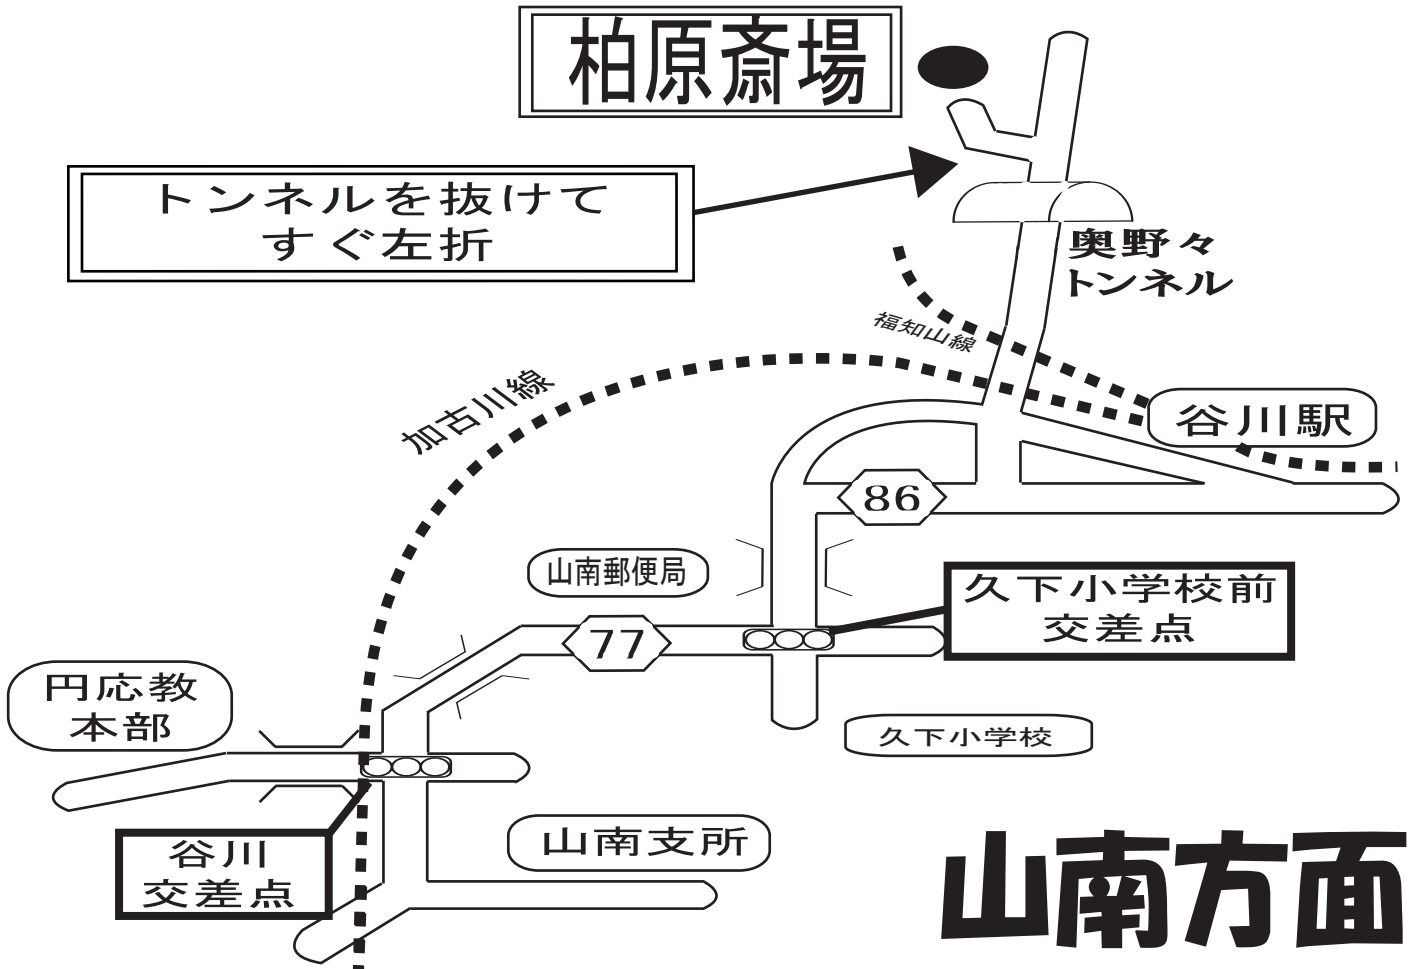 柏原斎場
トンネルを抜けて
すぐ左折
奥野々
トンネル
福知山線
加古川線
谷川駅
86
山南郵便局
久下小学校前
交差点
77
円応教
本部
久下小学校
山南支所
谷川
交差点
山南方面